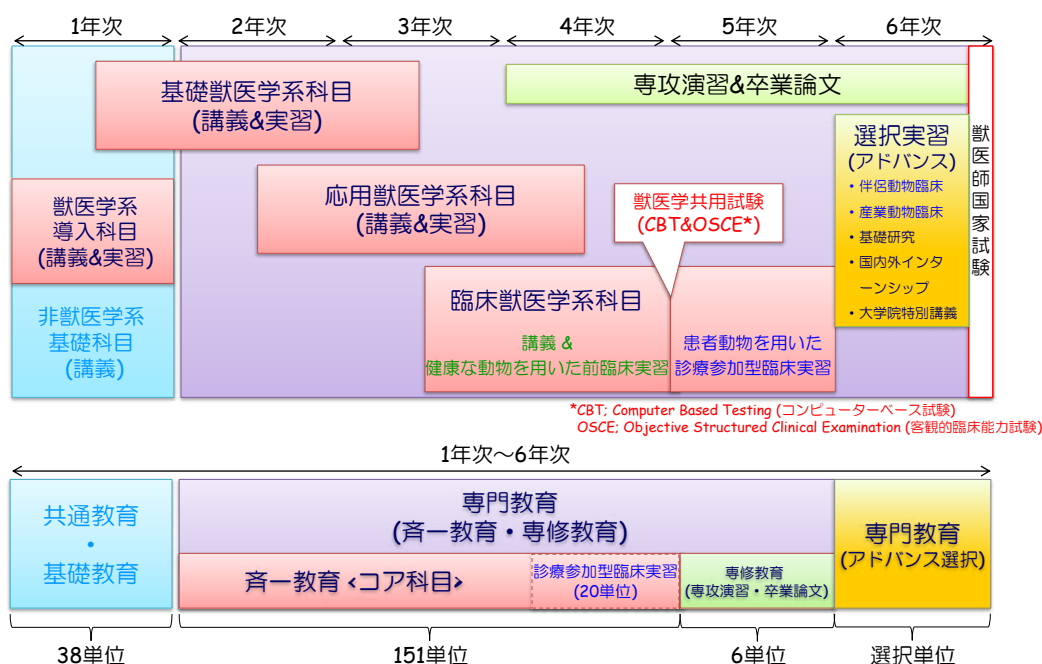 1年次
2年次
3年次
4年次
5年次
6年次
基礎獣医学系科目
(講義&実習)
専攻演習&卒業論文
獣医学系
導入科目
(講義&実習)
応用獣医学系科目
(講義&実習)
獣医学共用試験
(CBT&OSCE*)
選択実習
(アドバンス)
・伴侶動物臨床
・産業動物臨床
・基礎研究
・国内外インタ
ーンシップ
・大学院特別講義
獣医師国家試験
非獣医学系
基礎科目
(講義)
臨床獣医学系科目
講義 &
健康な動物を用いた前臨床実習
患者動物を用いた
診療参加型臨床実習
*CBT; Computer Based Testing (コンピューターベース試験)
OSCE; Objective Structured Clinical Examination (客観的臨床能力試験)
1年次～6年次
共通教育
・
基礎教育
専門教育
(斉一教育・専修教育)
斉一教育 <コア科目>
診療参加型臨床実習
(20単位)
専修教育
(専攻演習・卒業論文)
専門教育
(アドバンス選択)
38単位
151単位
6単位
選択単位